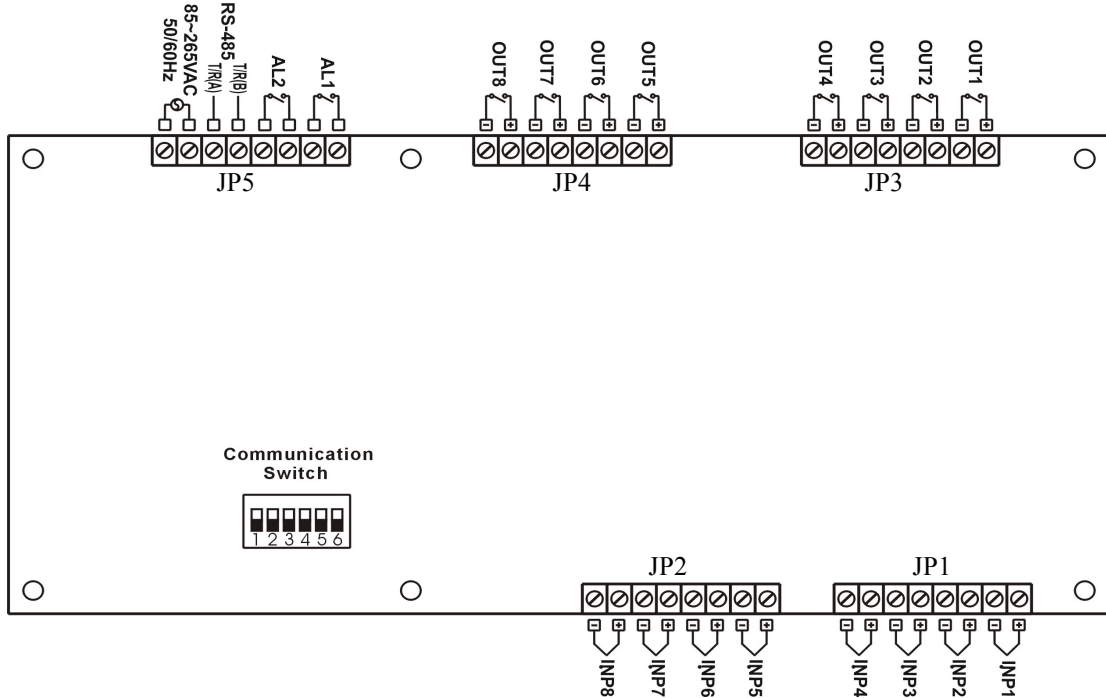 85~265VAC
50/60Hz
RS-485
T/R(A)
T/R(B)
AL2
AL1
OUT8
OUT7
OUT6
OUT5
OUT4
OUT3
OUT2
OUT1
− + − + − + − +
− + − + − + − +
JP5
JP4
JP3
Communication
Switch
1 2 3 4 5 6
JP2
JP1
− + − + − + − +
− + − + − + − +
INP8
INP7
INP6
INP5
INP4
INP3
INP2
INP1